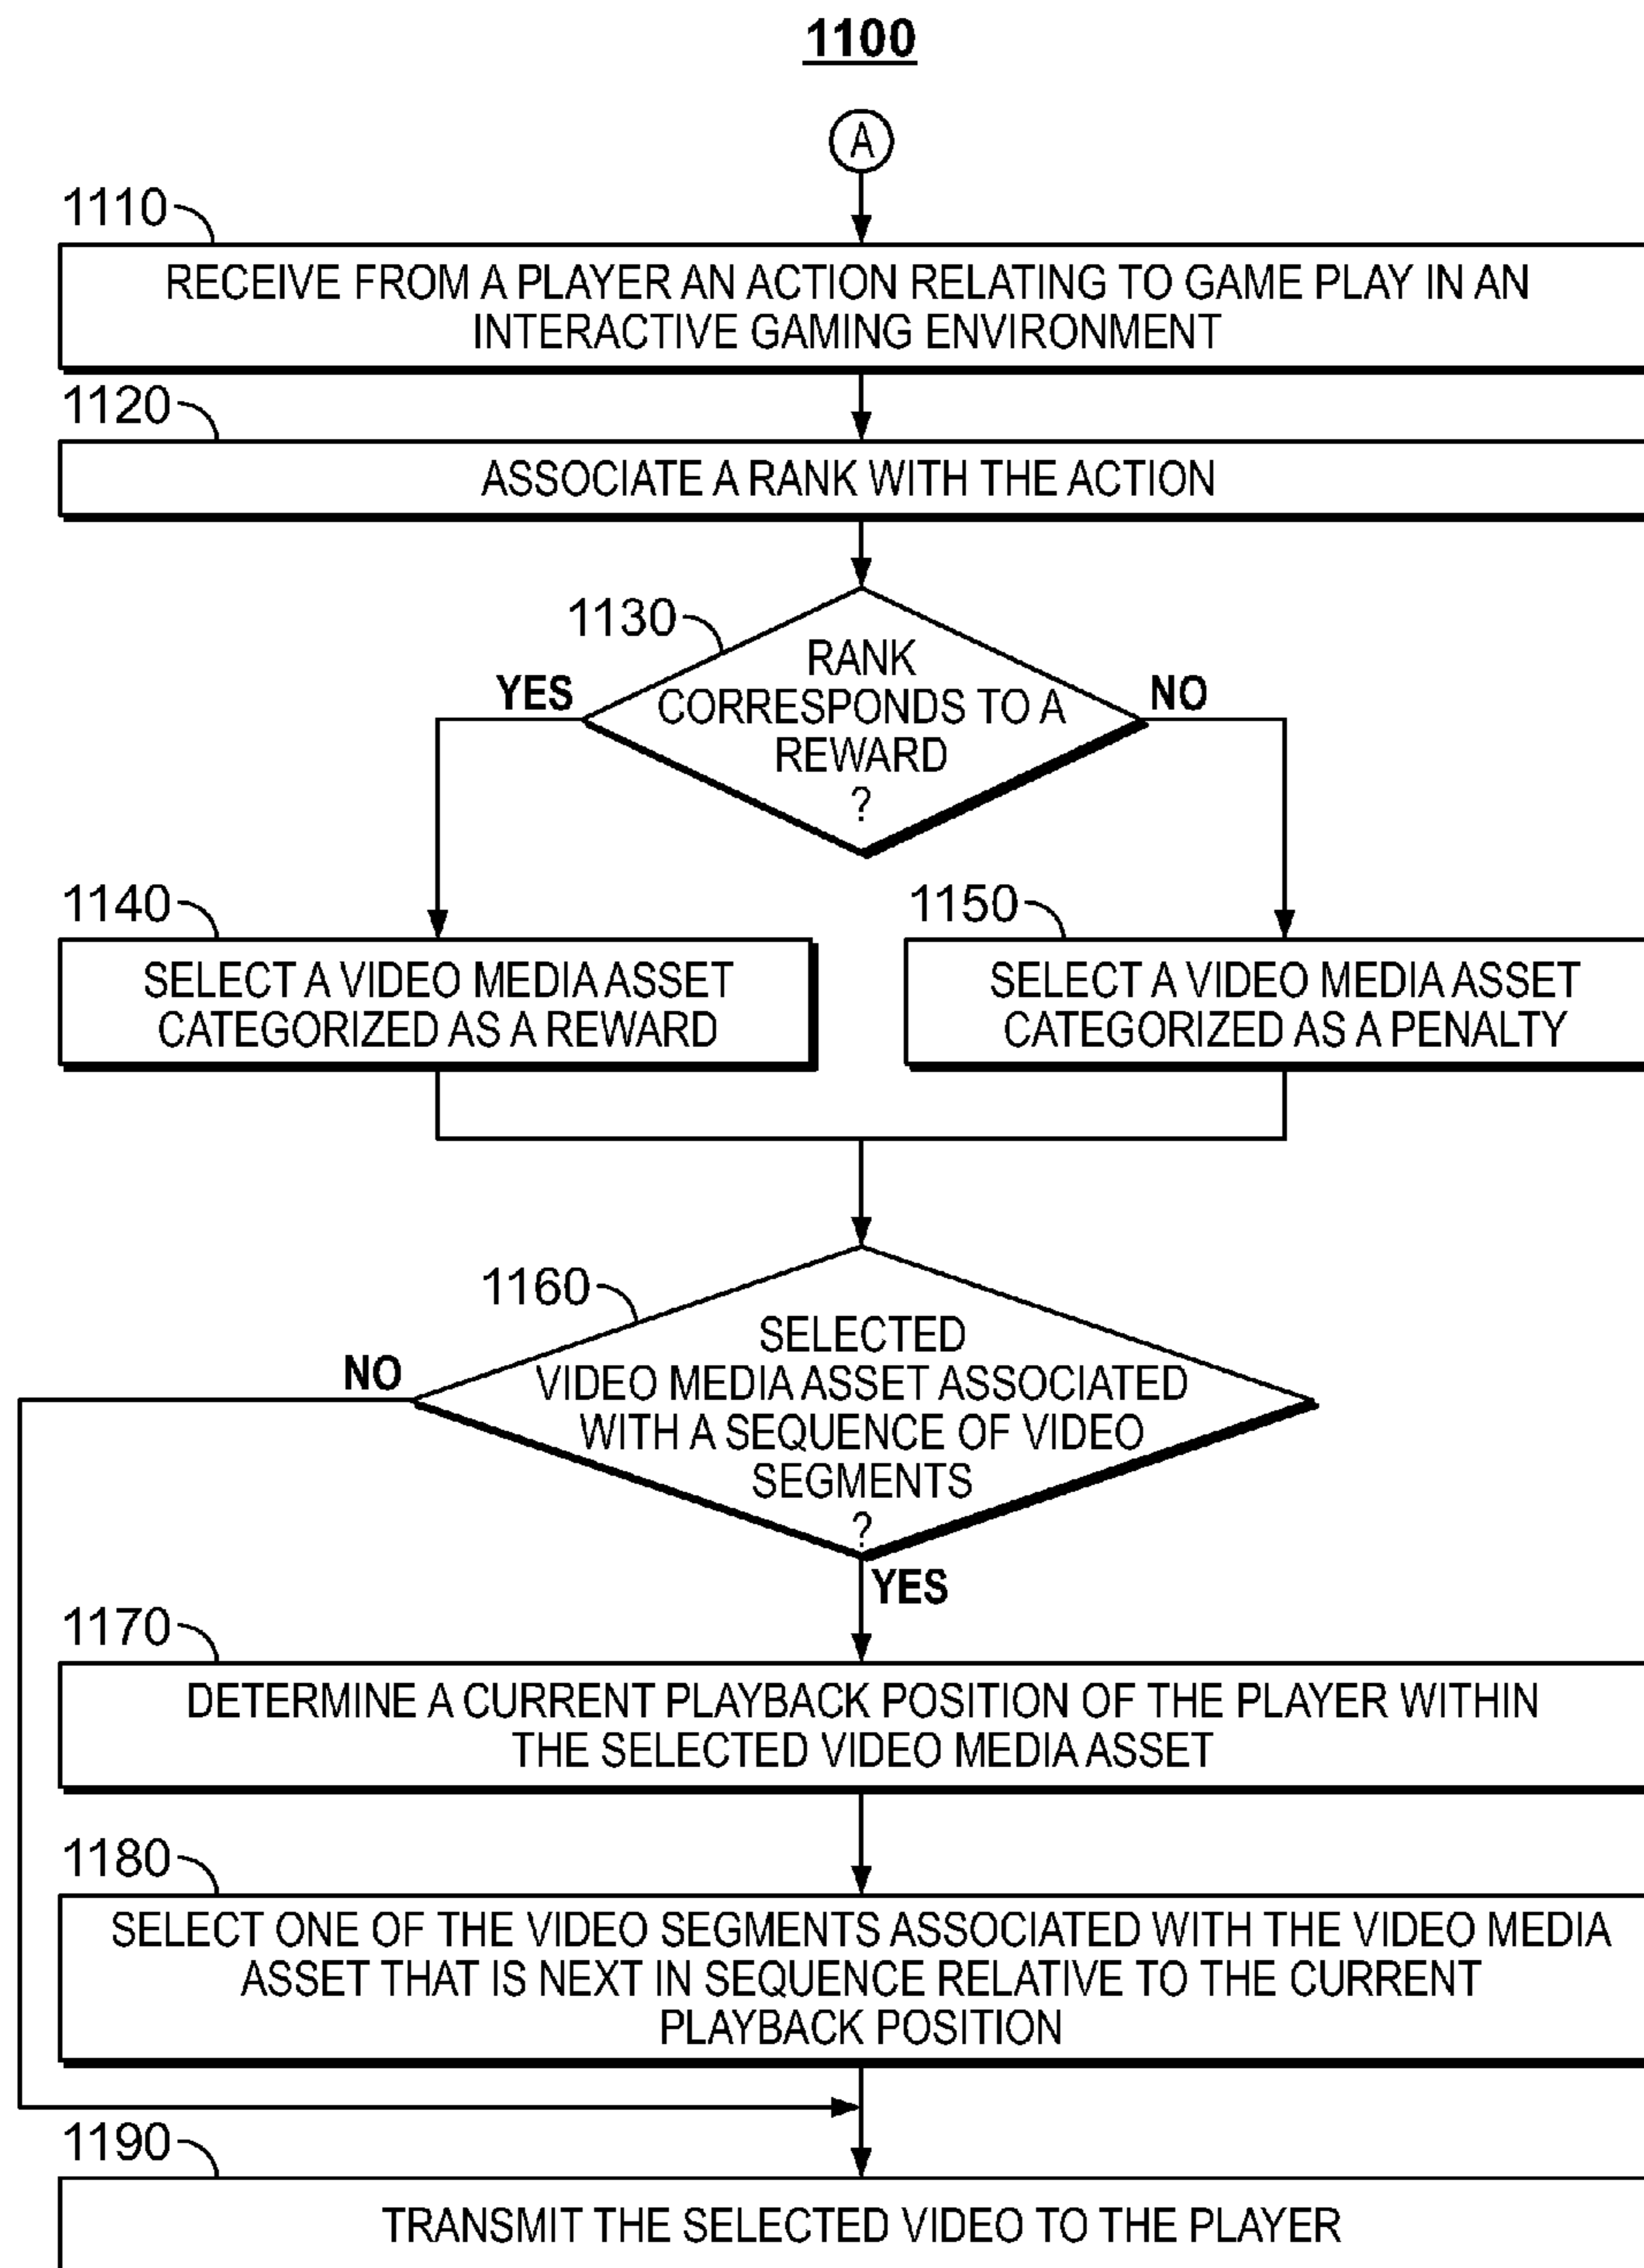 1100
A
1110
RECEIVE FROM A PLAYER AN ACTION RELATING TO GAME PLAY IN AN
INTERACTIVE GAMING ENVIRONMENT
1120
ASSOCIATE A RANK WITH THE ACTION
1130
RANK
CORRESPONDS TO A
REWARD
?
YES
NO
1140
SELECT A VIDEO MEDIA ASSET
CATEGORIZED AS A REWARD
1150
SELECT A VIDEO MEDIA ASSET
CATEGORIZED AS A PENALTY
1160
SELECTED
VIDEO MEDIA ASSET ASSOCIATED
WITH A SEQUENCE OF VIDEO
SEGMENTS
?
NO
YES
1170
DETERMINE A CURRENT PLAYBACK POSITION OF THE PLAYER WITHIN
THE SELECTED VIDEO MEDIA ASSET
1180
SELECT ONE OF THE VIDEO SEGMENTS ASSOCIATED WITH THE VIDEO MEDIA
ASSET THAT IS NEXT IN SEQUENCE RELATIVE TO THE CURRENT
PLAYBACK POSITION
1190
TRANSMIT THE SELECTED VIDEO TO THE PLAYER